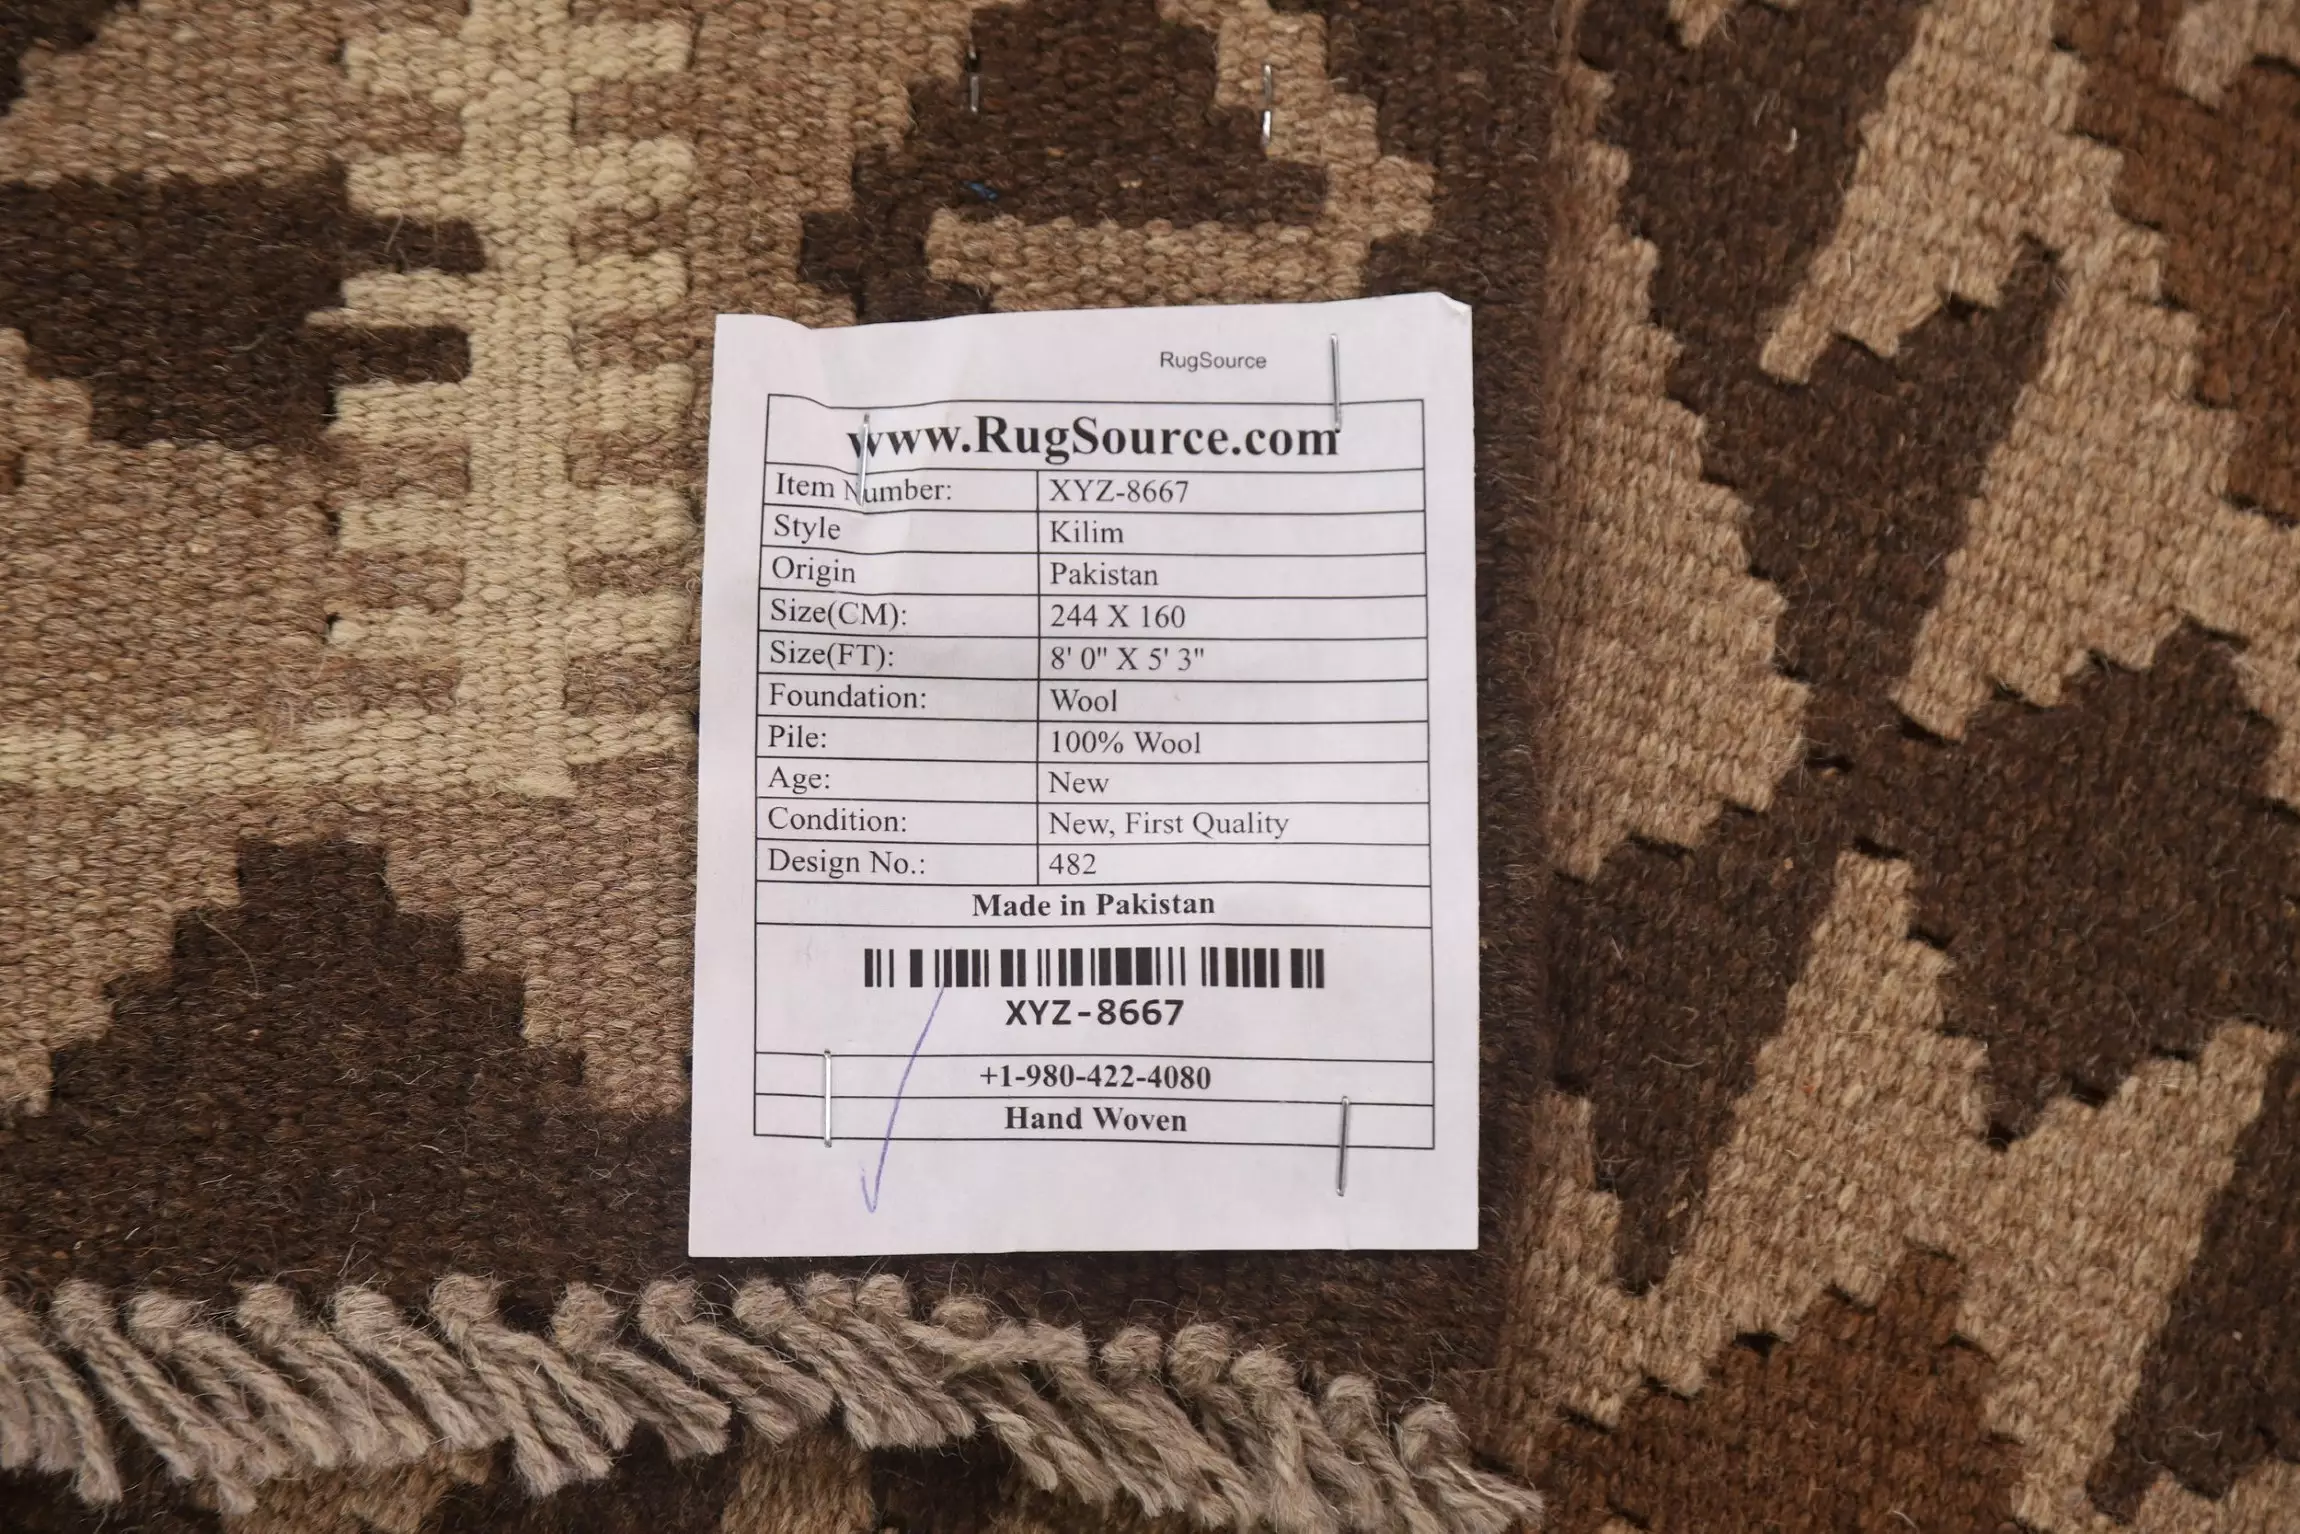 RugSource
www.RugSource.com
Item Number: XYZ-8667
Style Kilim
Origin Pakistan
Size(CM): 244 X 160
Size(FT): 8' 0" X 5' 3"
Foundation: Wool
Pile: 100% Wool
Age: New
Condition: New, First Quality
Design No.: 482
Made in Pakistan
XYZ-8667
+1-980-422-4080
Hand Woven